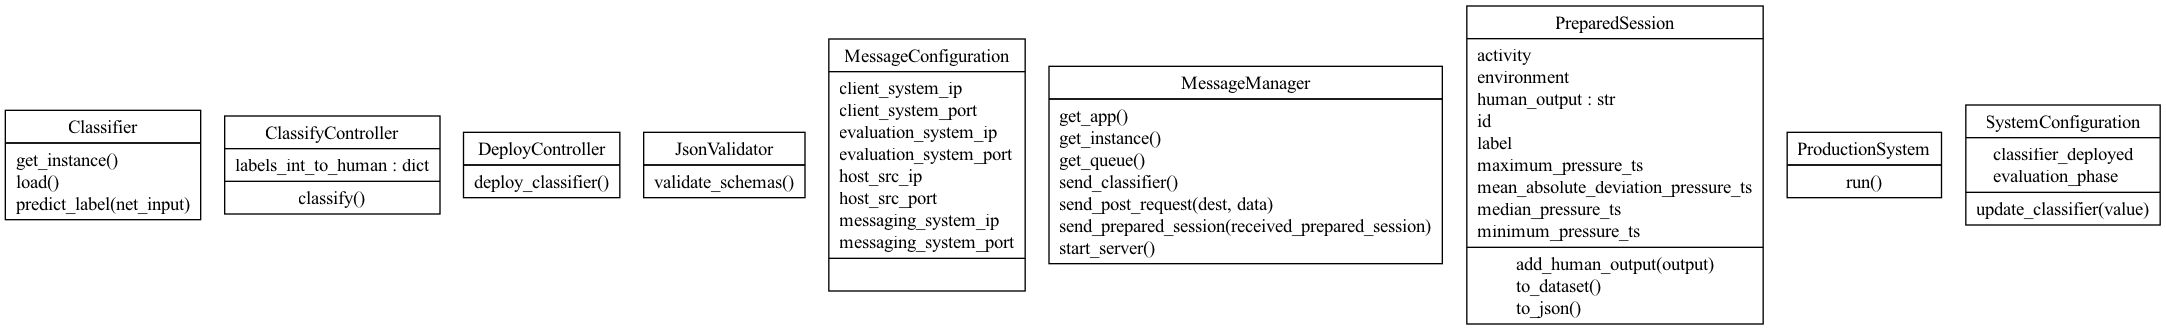 Classifier
get_instance()
load()
predict_label(net_input)
ClassifyController
labels_int_to_human : dict
classify()
DeployController
deploy_classifier()
JsonValidator
validate_schemas()
MessageConfiguration
client_system_ip
client_system_port
evaluation_system_ip
evaluation_system_port
host_src_ip
host_src_port
messaging_system_ip
messaging_system_port
MessageManager
get_app()
get_instance()
get_queue()
send_classifier()
send_post_request(dest, data)
send_prepared_session(received_prepared_session)
start_server()
PreparedSession
activity
environment
human_output : str
id
label
maximum_pressure_ts
mean_absolute_deviation_pressure_ts
median_pressure_ts
minimum_pressure_ts
add_human_output(output)
to_dataset()
to_json()
ProductionSystem
run()
SystemConfiguration
classifier_deployed
evaluation_phase
update_classifier(value)